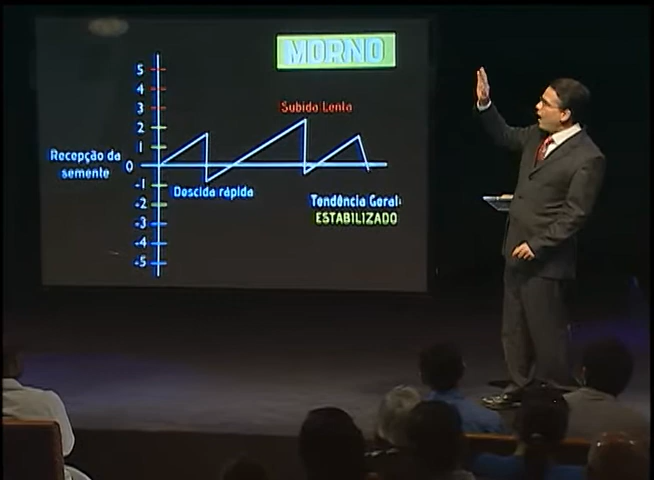 MORNO
5
4
3
Subida Lenta
2
1
Recepção da
semente
0
-1
Descida rápida
-2
Tendência Geral:
ESTABILIZADO
-3
-4
-5